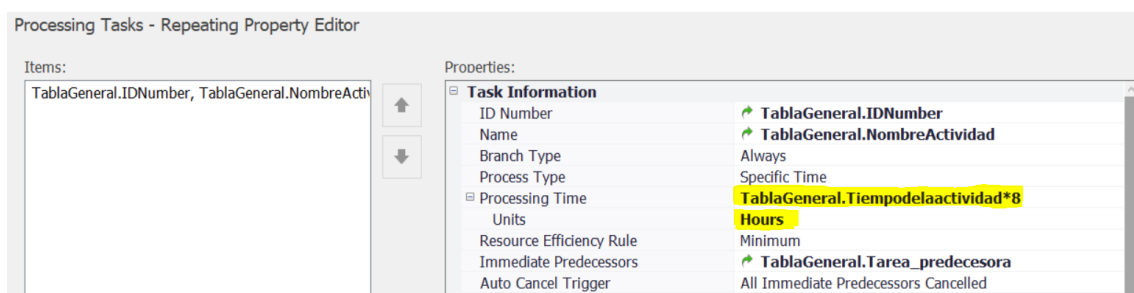 Processing Tasks - Repeating Property Editor
Items:
Properties:
TablaGeneral.IDNumber, TablaGeneral.NombreActiv
Task Information
ID Number TablaGeneral.IDNumber
Name TablaGeneral.NombreActividad
Branch Type Always
Process Type Specific Time
Processing Time TablaGeneral.Tiempodelaactividad*8
Units Hours
Resource Efficiency Rule Minimum
Immediate Predecessors TablaGeneral.Tarea_predecesora
Auto Cancel Trigger All Immediate Predecessors Cancelled